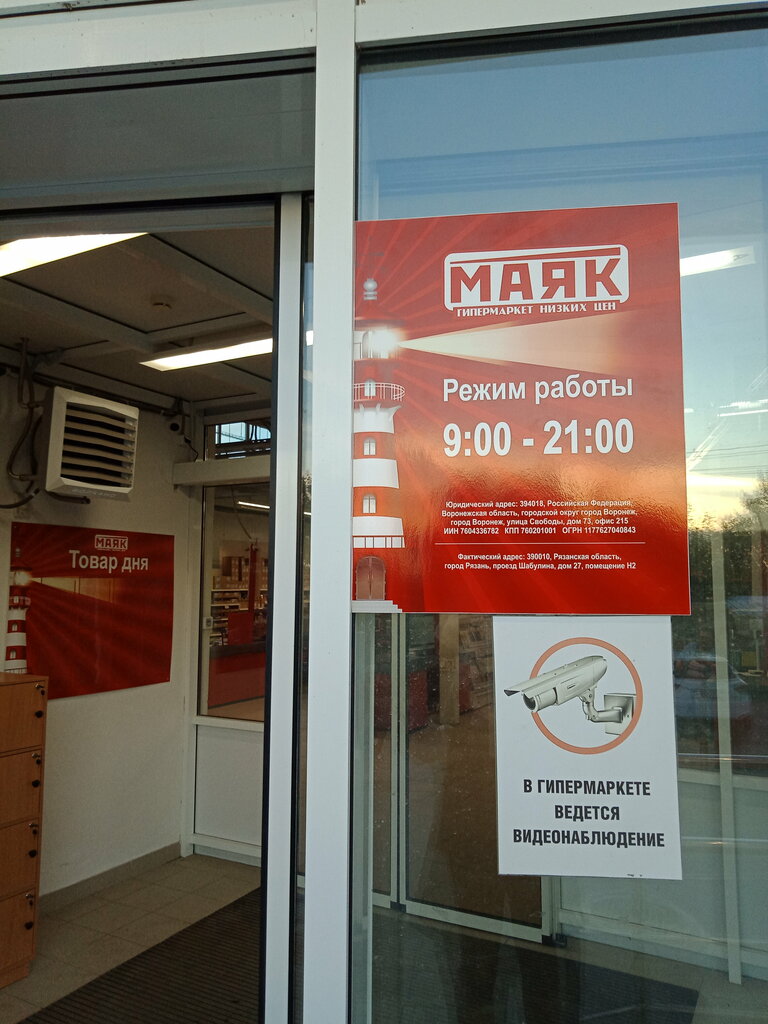 МАЯК
ГИПЕРМАРКЕТ НИЗКИХ ЦЕН
Режим работы
9:00 - 21:00
Юридический адрес: 394018, Российская Федерация,
Воронежская область, городской округ город Воронеж,
город Воронеж, улица Свободы, дом 73, офис 215
ИНН 7604336782 КПП 760201001 ОГРН 1177627040843
Фактический адрес: 390010, Рязанская область,
город Рязань, проезд Шабулина, дом 27, помещение Н2
В ГИПЕРМАРКЕТЕ
ВЕДЕТСЯ
ВИДЕОНАБЛЮДЕНИЕ
МАЯК
Товар дня